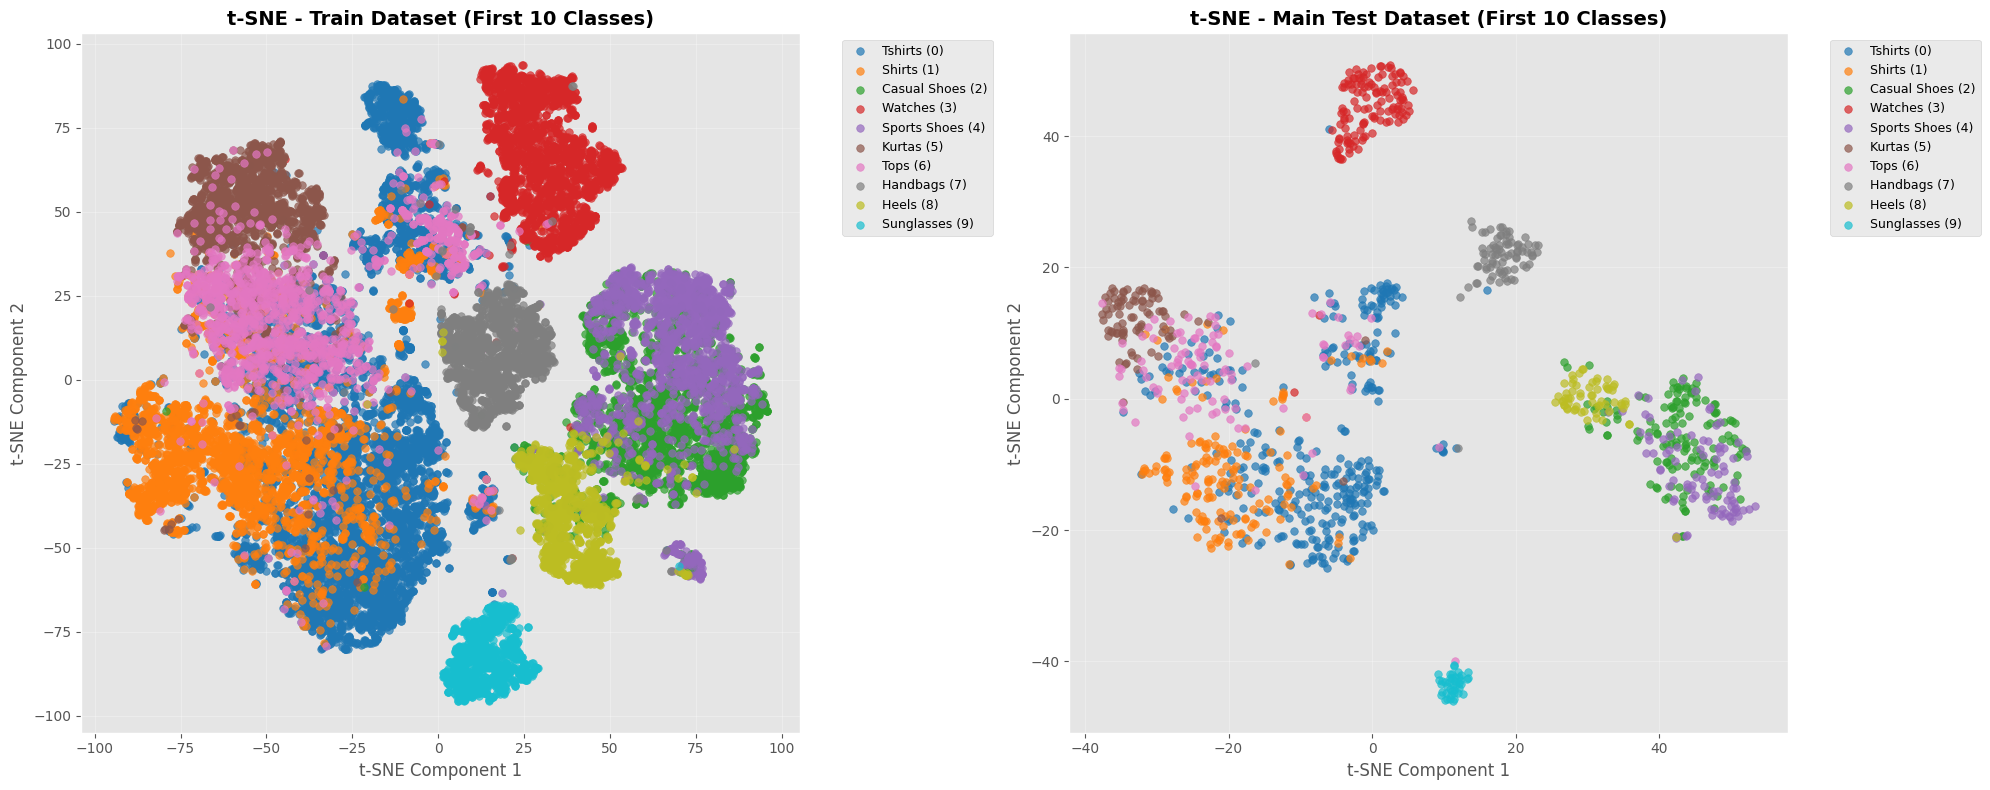 t-SNE - Train Dataset (First 10 Classes)
t-SNE Component 2
100
75
50
25
0
−25
−50
−75
−100
−100
−75
−50
−25
0
25
50
75
100
t-SNE Component 1
Tshirts (0)
Shirts (1)
Casual Shoes (2)
Watches (3)
Sports Shoes (4)
Kurtas (5)
Tops (6)
Handbags (7)
Heels (8)
Sunglasses (9)
t-SNE - Main Test Dataset (First 10 Classes)
t-SNE Component 2
40
20
0
−20
−40
−40
−20
0
20
40
t-SNE Component 1
Tshirts (0)
Shirts (1)
Casual Shoes (2)
Watches (3)
Sports Shoes (4)
Kurtas (5)
Tops (6)
Handbags (7)
Heels (8)
Sunglasses (9)